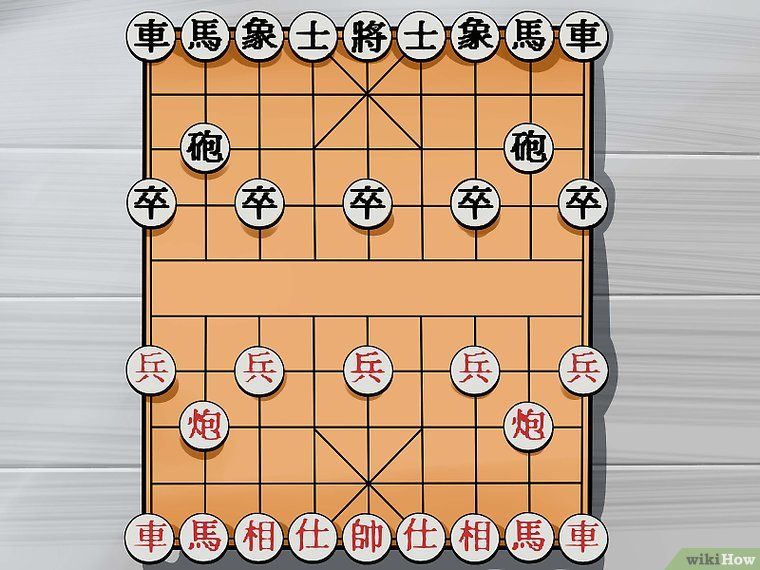 車馬象士將士象馬車
砲 砲
卒 卒 卒 卒 卒
兵 兵 兵 兵 兵
炮 炮
車馬相仕帥仕相馬車
wikiHow